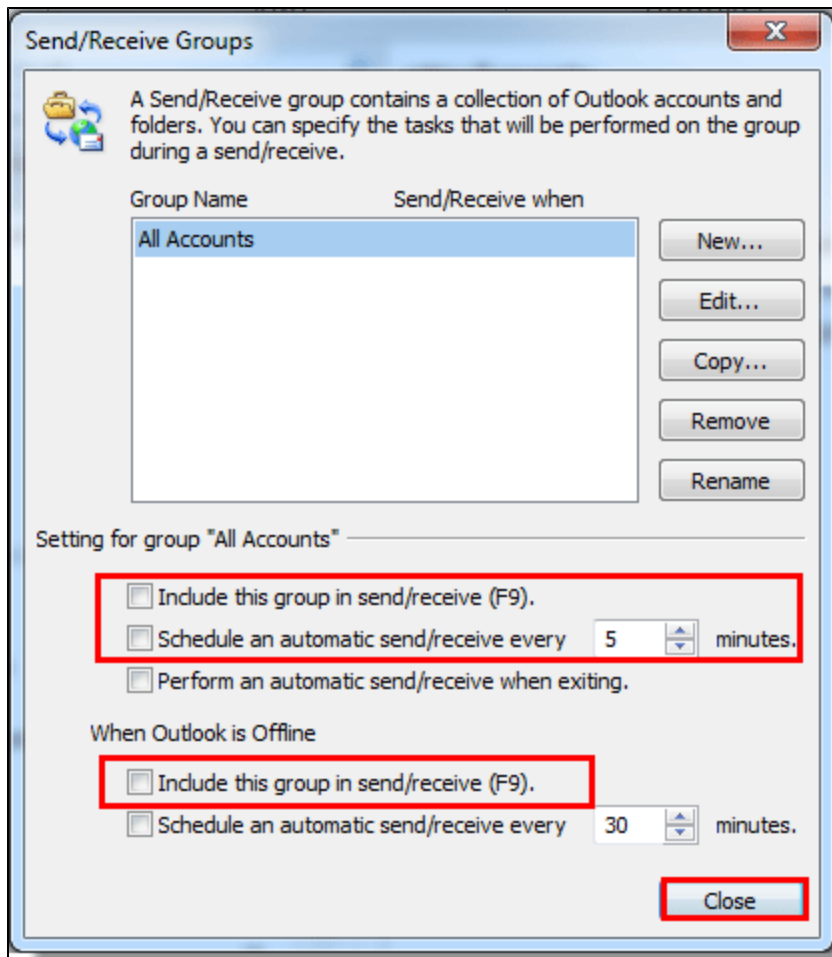 Send/Receive Groups
A Send/Receive group contains a collection of Outlook accounts and
folders. You can specify the tasks that will be performed on the group
during a send/receive.
Group Name Send/Receive when
All Accounts
New...
Edit...
Copy...
Remove
Rename
Setting for group "All Accounts"
Include this group in send/receive (F9).
Schedule an automatic send/receive every 5 minutes.
Perform an automatic send/receive when exiting.
When Outlook is Offline
Include this group in send/receive (F9).
Schedule an automatic send/receive every 30 minutes.
Close